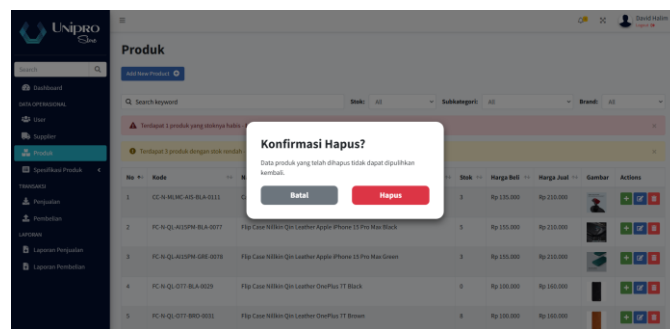 UNIPRO
One
David Halim
Search
Dashboard
DATA OPERASIONAL
User
Supplier
Produk
Spesifikasi Produk
TRANSAKSI
Penjualan
Pembelian
LAPORAN
Laporan Penjualan
Laporan Pembelian
Produk
Add New Product
Search keyword
Stok: All
Subkategori: All
Brand: All
Terdapat 1 produk yang stoknya habis
Terdapat 3 produk dengan stok rendah
Konfirmasi Hapus?
Data produk yang telah dihapus tidak dapat dipulihkan
kembali.
Batal Hapus
No Kode N Stok Harga Beli Harga Jual Gambar Actions
1 CC-N-MLMC-AIS-BLA-0111 3 Rp 135.000 Rp 210.000
2 FC-N-QL-AI15PM-BLA-0077 Flip Case Nillkin Qin Leather Apple iPhone 15 Pro Max Black 5 Rp 155.000 Rp 210.000
3 FC-N-QL-AI15PM-GRE-0078 Flip Case Nillkin Qin Leather Apple iPhone 15 Pro Max Green 3 Rp 155.000 Rp 210.000
4 FC-N-QL-O7T-BLA-0029 Flip Case Nillkin Qin Leather OnePlus 7T Black Rp 100.000 Rp 160.000
5 FC-N-QL-O7T-BRO-0031 Flip Case Nillkin Qin Leather OnePlus 7T Brown Rp 100.000 Rp 160.000